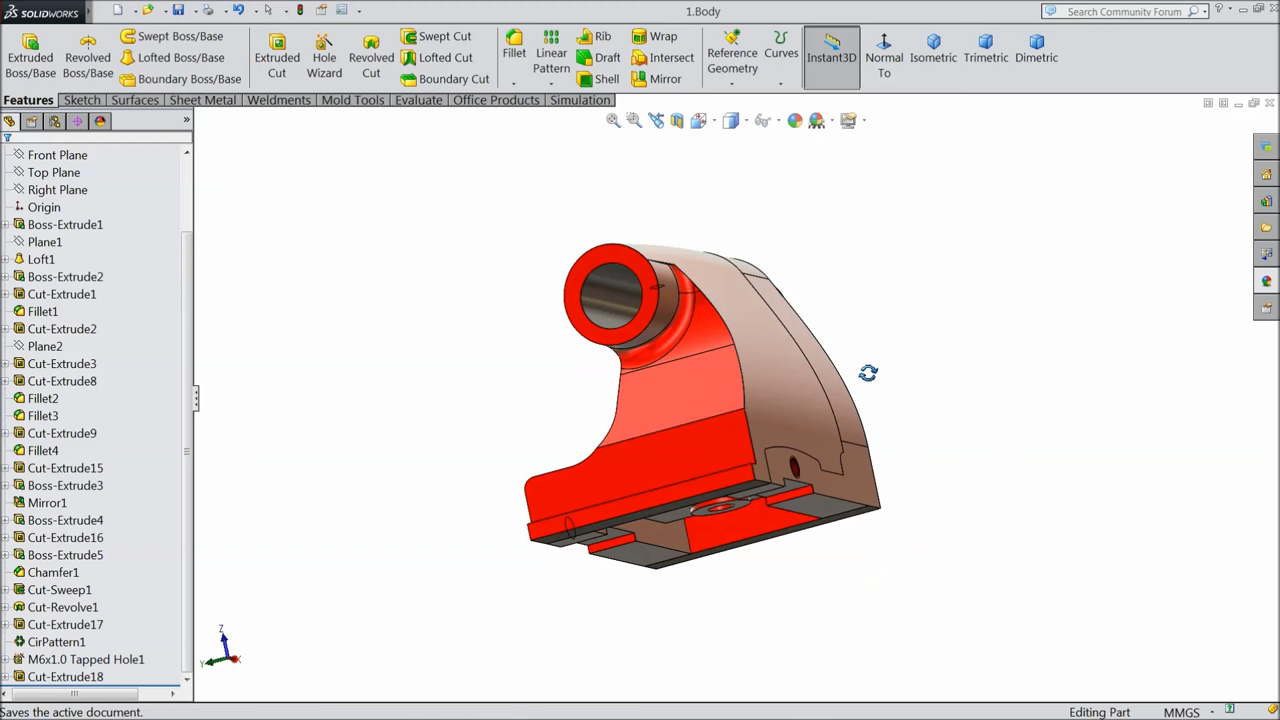 SOLIDWORKS
1.Body
Search Community Forum
Extruded Boss/Base
Revolved Boss/Base
Swept Boss/Base
Lofted Boss/Base
Boundary Boss/Base
Extruded Cut
Hole Wizard
Revolved Cut
Swept Cut
Lofted Cut
Boundary Cut
Fillet
Linear Pattern
Rib
Draft
Shell
Wrap
Intersect
Mirror
Reference Geometry
Curves
Instant3D
Normal To
Isometric
Trimetric
Dimetric
Features
Sketch
Surfaces
Sheet Metal
Weldments
Mold Tools
Evaluate
Office Products
Simulation
Front Plane
Top Plane
Right Plane
Origin
Boss-Extrude1
Plane1
Loft1
Boss-Extrude2
Cut-Extrude1
Fillet1
Cut-Extrude2
Plane2
Cut-Extrude3
Cut-Extrude8
Fillet2
Fillet3
Cut-Extrude9
Fillet4
Cut-Extrude15
Boss-Extrude3
Mirror1
Boss-Extrude4
Cut-Extrude16
Boss-Extrude5
Chamfer1
Cut-Sweep1
Cut-Revolve1
Cut-Extrude17
CirPattern1
M6x1.0 Tapped Hole1
Cut-Extrude18
Z
Y
X
Saves the active document.
Editing Part
MMGS